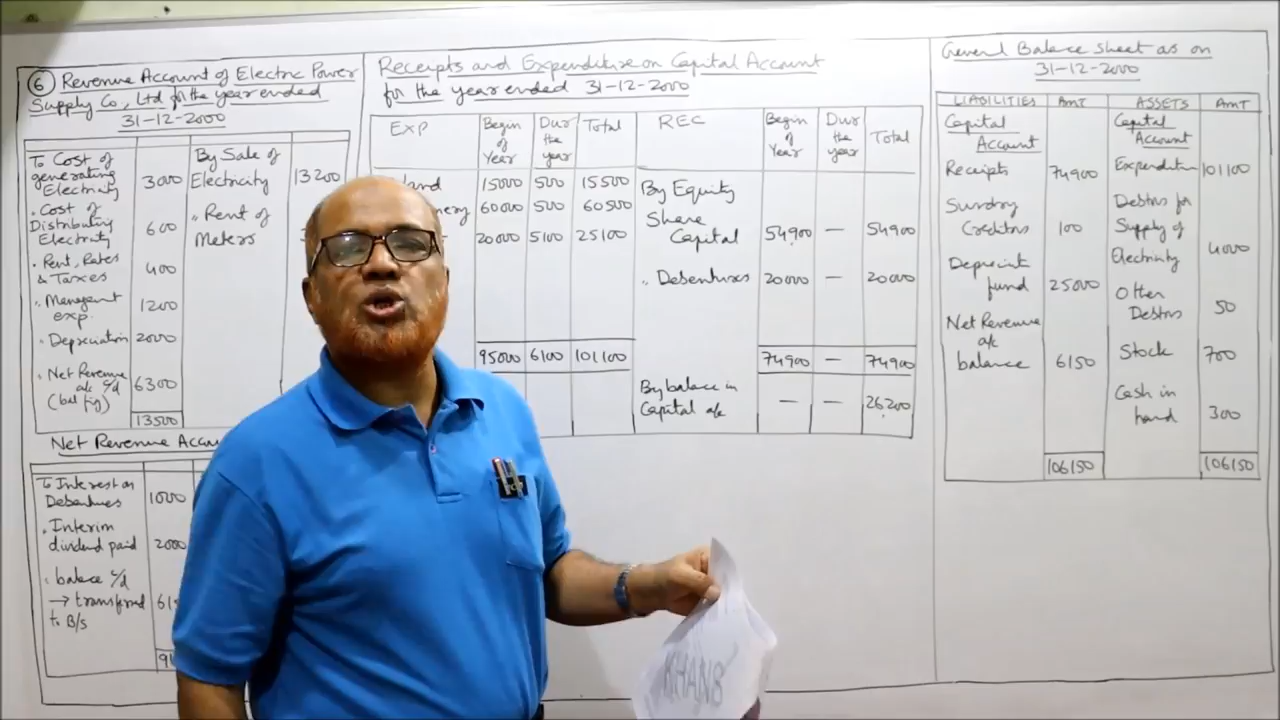 6 Revenue Account of Electric Power
Supply Co., Ltd for the year ended
31-12-2000
To Cost of
generating
Electricity 3000
" Cost of
Distributing
Electricity 600
" Rent, Rates
& Taxes 400
" Management
exp. 1200
" Depreciation 2000
" Net Revenue
a/c c/d
(bal fig) 6300
13500
By Sale of
Electricity 13200
" Rent of
Meters
Net Revenue Accou
To Interest on
Debentures 1000
" Interim
dividend paid 2000
" balance c/d
→ transferred
to B/S
Receipts and Expenditure on Capital Account
for the year ended 31-12-2000
EXP
Begin of Year
Dur the year
Total
REC
Begin of Year
Dur the year
Total
land 15000 500 15500
60000 500 60500
20000 5100 25100
95000 6100 101100
By Equity
Share
Capital 54900 — 54900
" Debentures 20000 — 20000
74900 — 74900
By balance in
Capital a/c — — 26200
General Balance Sheet as on
31-12-2000
LIABILITIES AMT ASSETS AMT
Capital
Account
Receipts 74900
Sundry
Creditors 100
Depreciat
fund 25000
Net Revenue
a/c
balance 6150
106150
Capital
Account
Expenditure 101100
Debtors for
Supply of
Electricity 4000
Other
Debtors 50
Stock 700
Cash in
hand 300
106150
KHANS